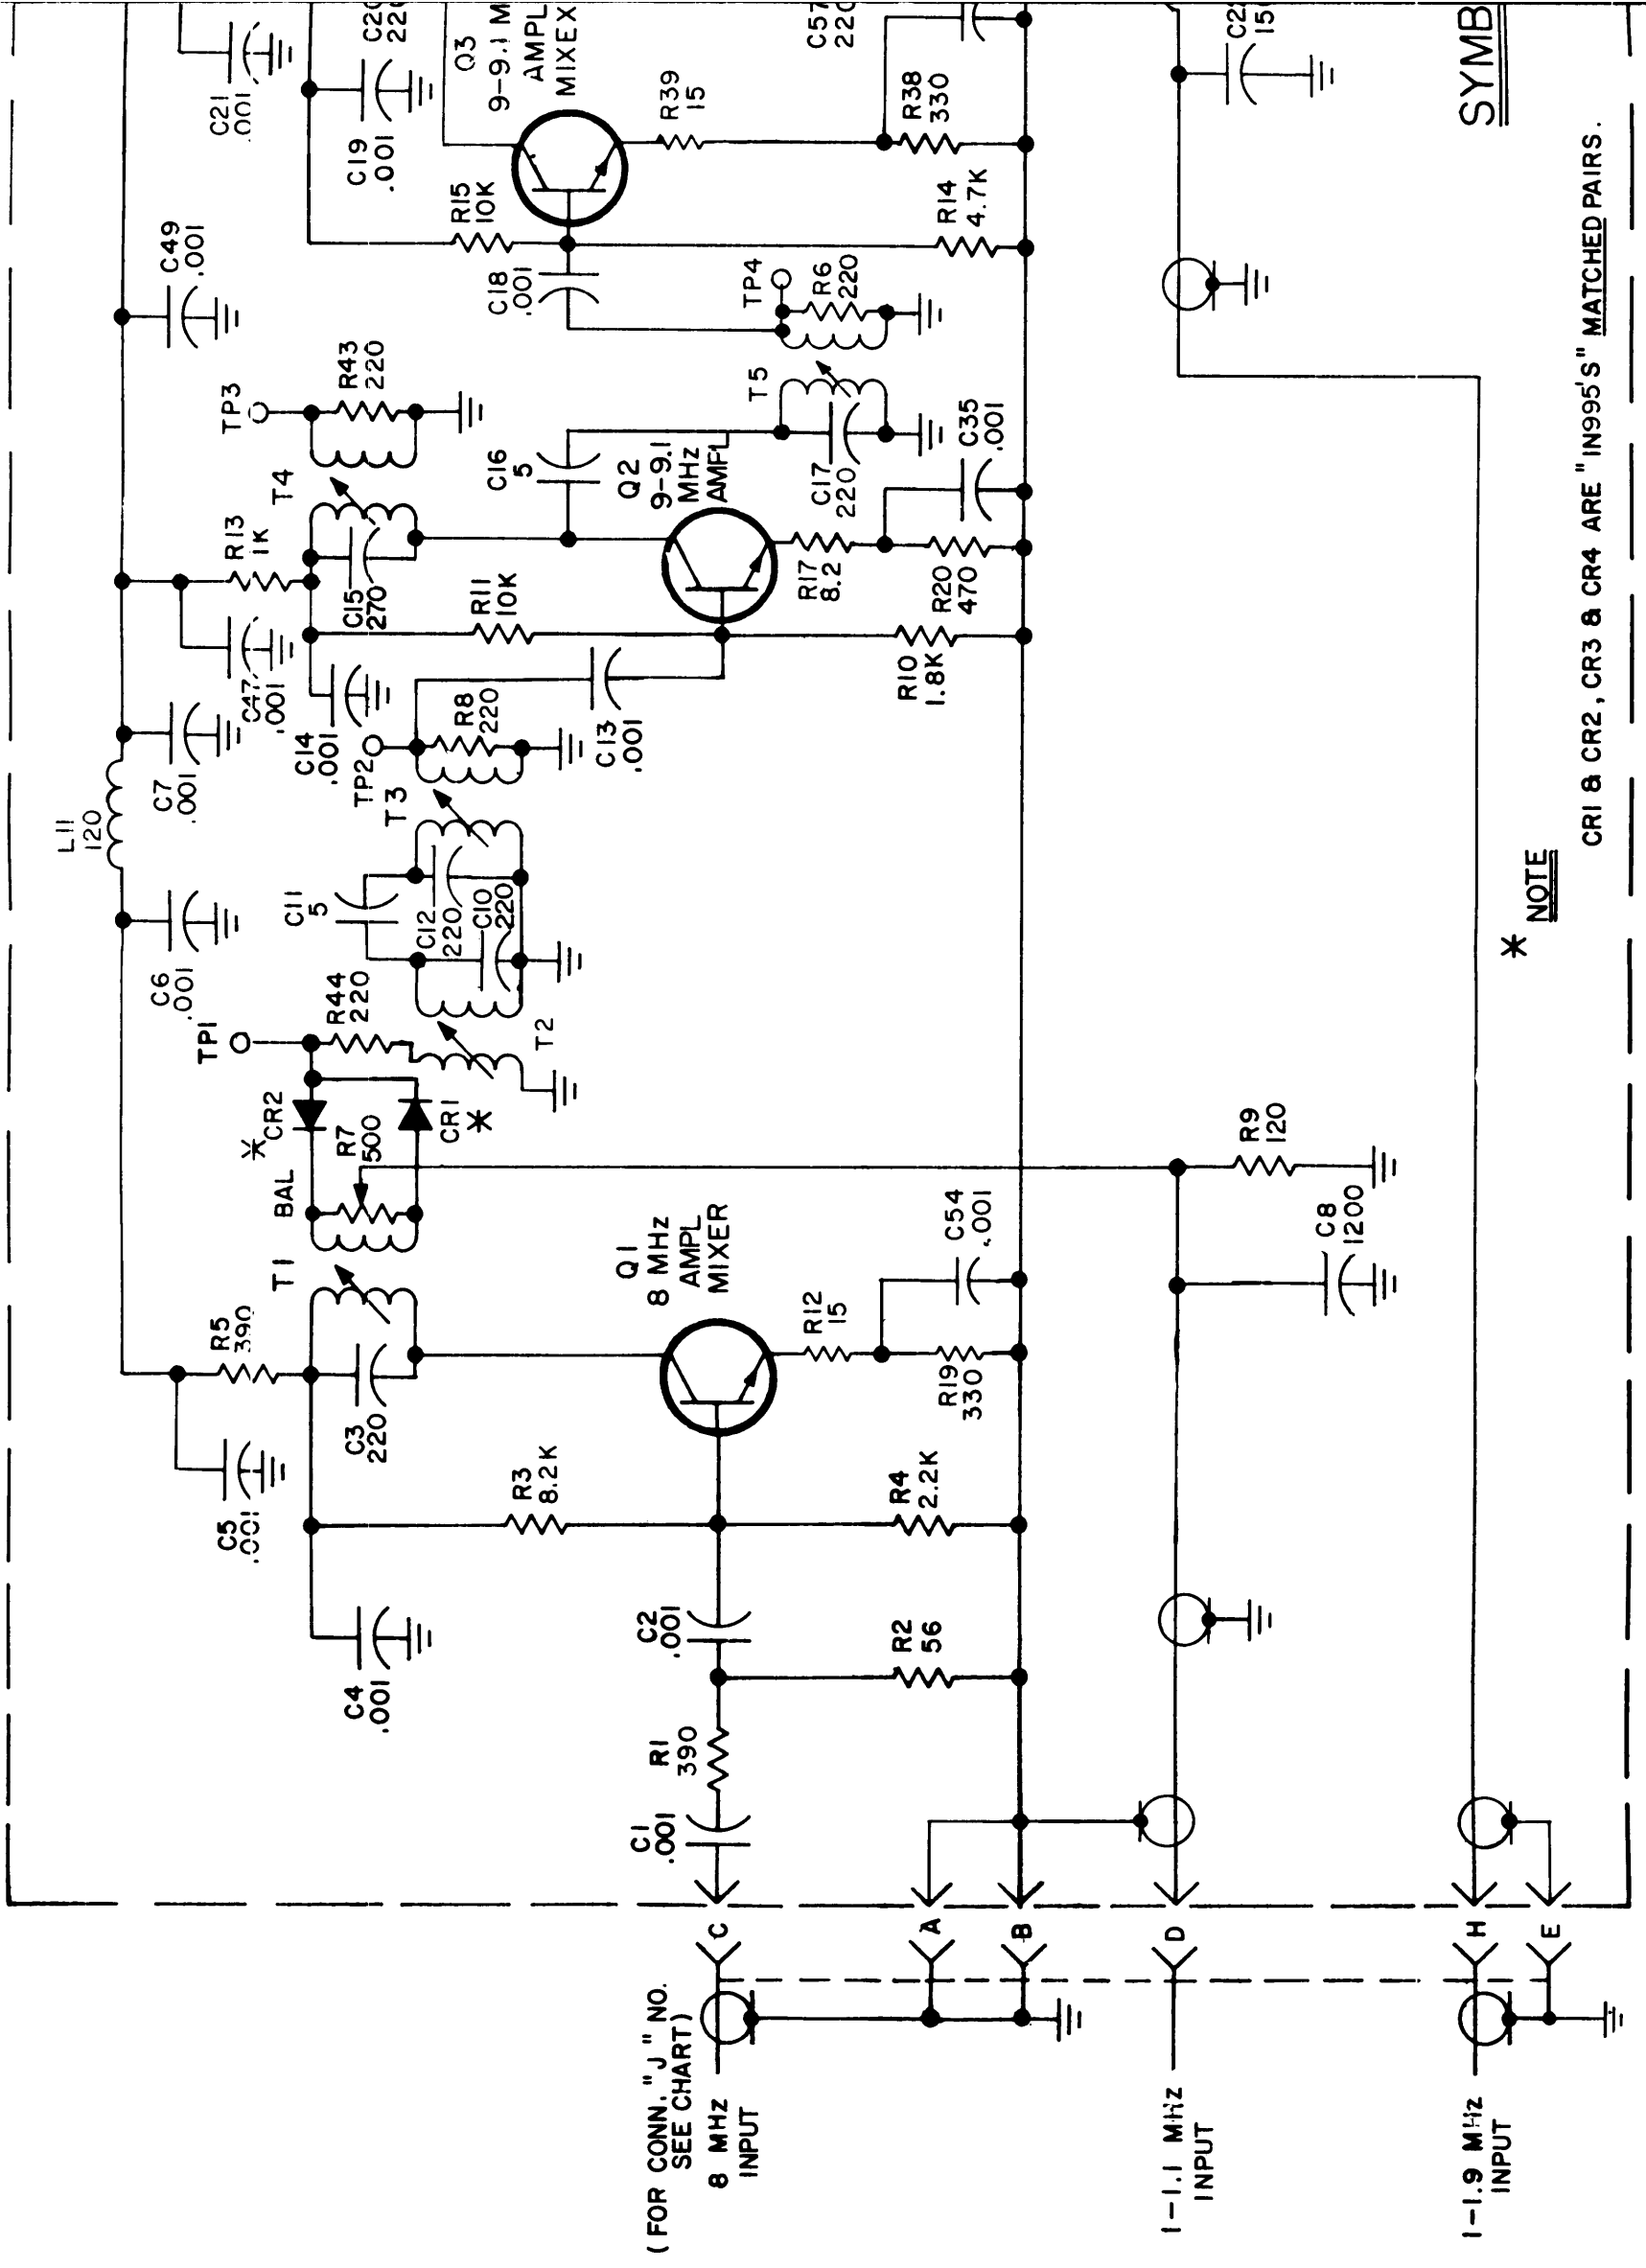 (FOR CONN. "J" NO.
SEE CHART)
8 MHz
INPUT
1-1.1 MHz
INPUT
1-1.9 MHz
INPUT
C
A
B
D
H
E
C1
.001
R1
390
C2
.001
R2
56
C4
.001
C5
.001
R3
8.2K
R4
2.2K
C3
220
R5
390
T1
Q1
8 MHz
AMPL
MIXER
R12
15
R19
330
C54
.001
C8
1200
R9
120
BAL
R7
500
*
CR2
CR1
*
TP1
R44
220
T2
C6
.001
L11
120
C7
.001
C11
5
C12
220
C10
220
T3
TP2
R8
220
C13
.001
C14
.001
C47
.001
R13
1K
C15
270
T4
TP3
R43
220
R11
10K
R10
1.8K
C16
5
Q2
9-9.1
MHz
AMPL
R17
8.2
R20
470
C17
220
C35
.001
T5
TP4
R6
220
C18
.001
C49
.001
R15
10K
R14
4.7K
C19
.001
C21
.001
Q3
9-9.1 M
AMPL
MIXER
R39
15
R38
330
C57
220
C20
220
SYMB
* NOTE
CR1 & CR2, CR3 & CR4 ARE "IN995'S" MATCHED PAIRS.